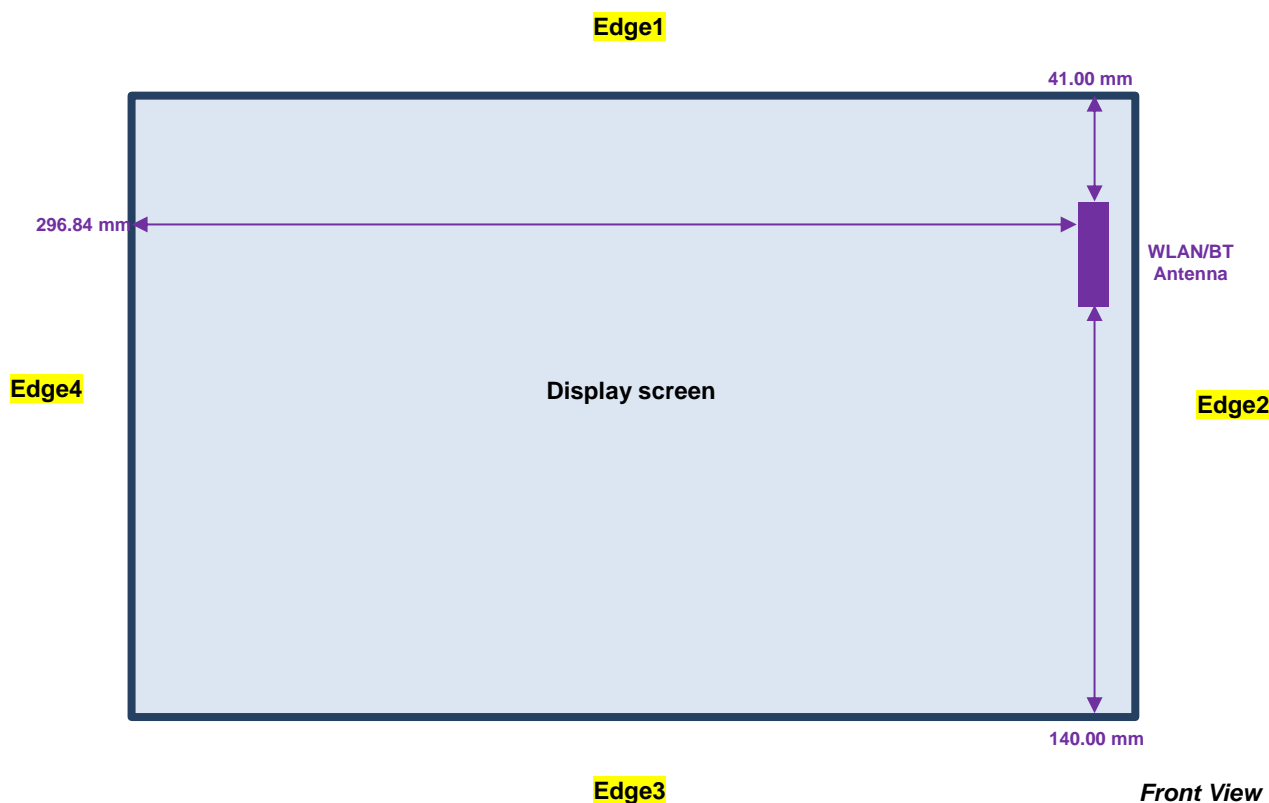 Edge1
41.00 mm
296.84 mm
WLAN/BT
Antenna
Edge4
Display screen
Edge2
140.00 mm
Edge3
Front View